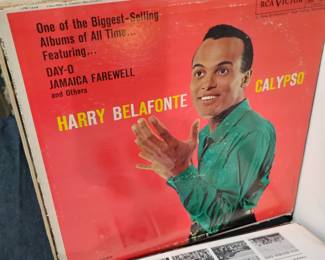 One of the Biggest-Selling
Albums of All Time...
Featuring...
DAY-O
JAMAICA FAREWELL
and Others
RCA VICTOR
HARRY BELAFONTE CALYPSO